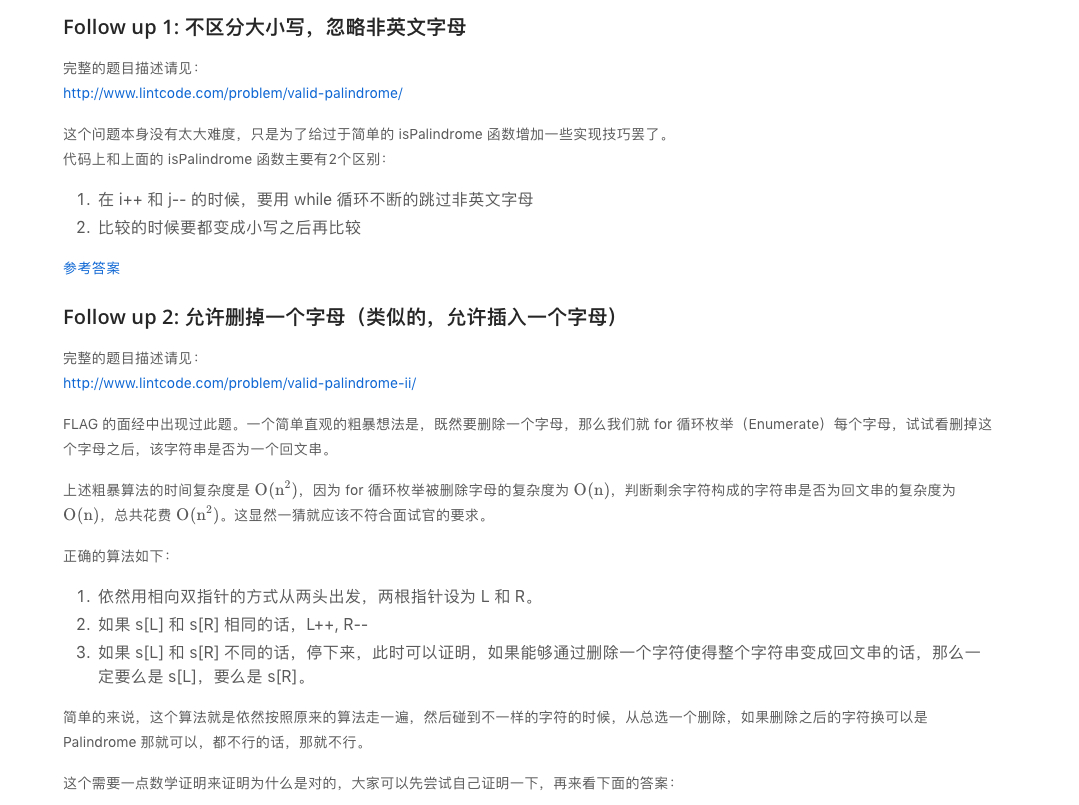 Follow up 1: 不区分大小写，忽略非英文字母
完整的题目描述请见：
http://www.lintcode.com/problem/valid-palindrome/
这个问题本身没有太大难度，只是为了给过于简单的 isPalindrome 函数增加一些实现技巧罢了。
代码上和上面的 isPalindrome 函数主要有2个区别：
1. 在 i++ 和 j-- 的时候，要用 while 循环不断的跳过非英文字母
2. 比较的时候要都变成小写之后再比较
参考答案
Follow up 2: 允许删掉一个字母（类似的，允许插入一个字母）
完整的题目描述请见：
http://www.lintcode.com/problem/valid-palindrome-ii/
FLAG 的面经中出现过此题。一个简单直观的粗暴想法是，既然要删除一个字母，那么我们就 for 循环枚举（Enumerate）每个字母，试试看删掉这
个字母之后，该字符串是否为一个回文串。
上述粗暴算法的时间复杂度是 O(n²)，因为 for 循环枚举被删除字母的复杂度为 O(n)，判断剩余字符构成的字符串是否为回文串的复杂度为
O(n)，总共花费 O(n²)。这显然一猜就应该不符合面试官的要求。
正确的算法如下：
1. 依然用相向双指针的方式从两头出发，两根指针设为 L 和 R。
2. 如果 s[L] 和 s[R] 相同的话，L++, R--
3. 如果 s[L] 和 s[R] 不同的话，停下来，此时可以证明，如果能够通过删除一个字符使得整个字符串变成回文串的话，那么一
定要么是 s[L]，要么是 s[R]。
简单的来说，这个算法就是依然按照原来的算法走一遍，然后碰到不一样的字符的时候，从总选一个删除，如果删除之后的字符换可以是
Palindrome 那就可以，都不行的话，那就不行。
这个需要一点数学证明来证明为什么是对的，大家可以先尝试自己证明一下，再来看下面的答案：